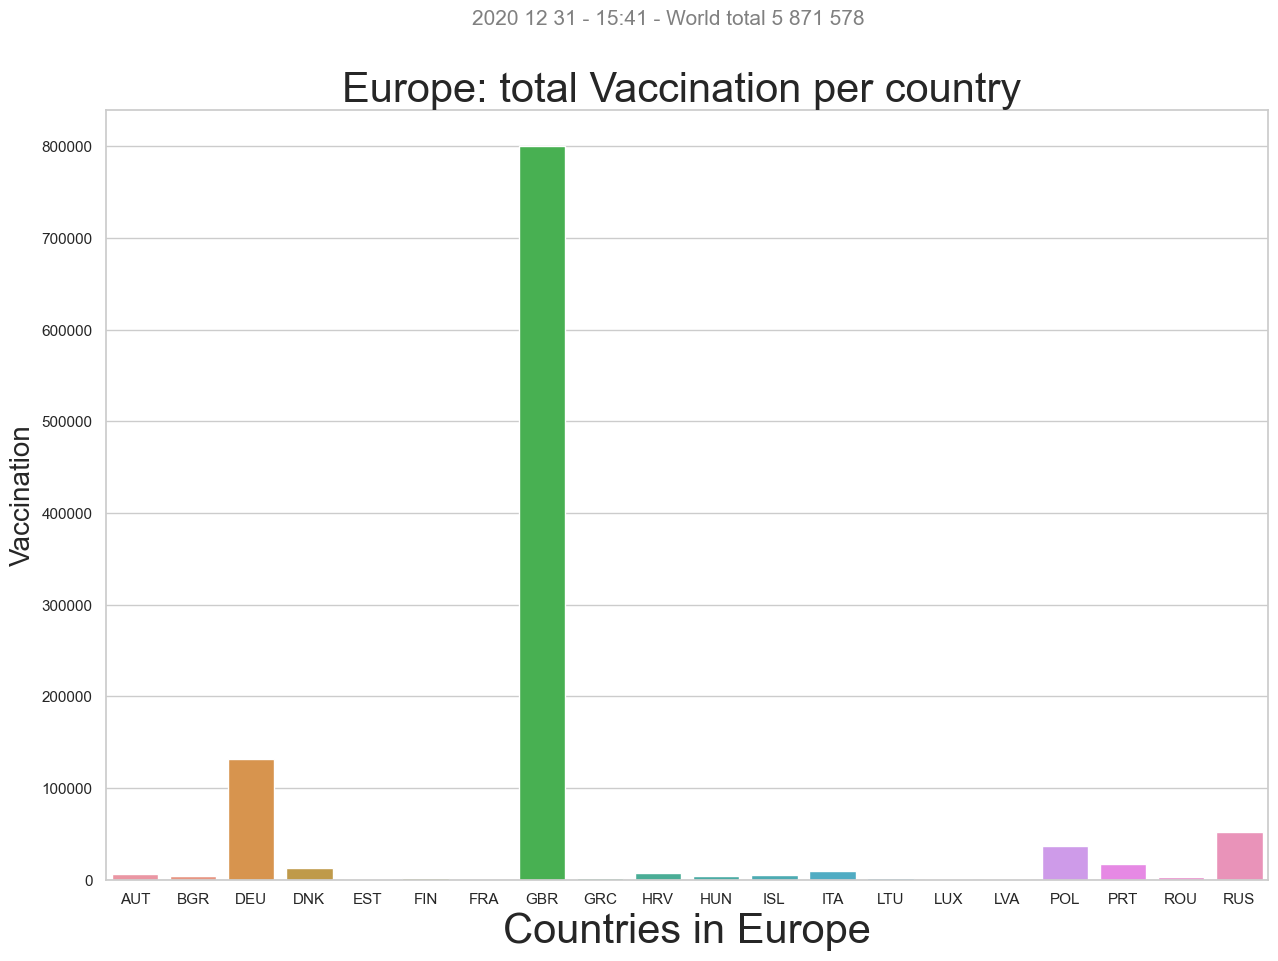 2020 12 31 - 15:41 - World total 5 871 578
Europe: total Vaccination per country
Vaccination
800000
700000
600000
500000
400000
300000
200000
100000
0
AUT BGR DEU DNK EST FIN FRA GBR GRC HRV HUN ISL ITA LTU LUX LVA POL PRT ROU RUS
Countries in Europe